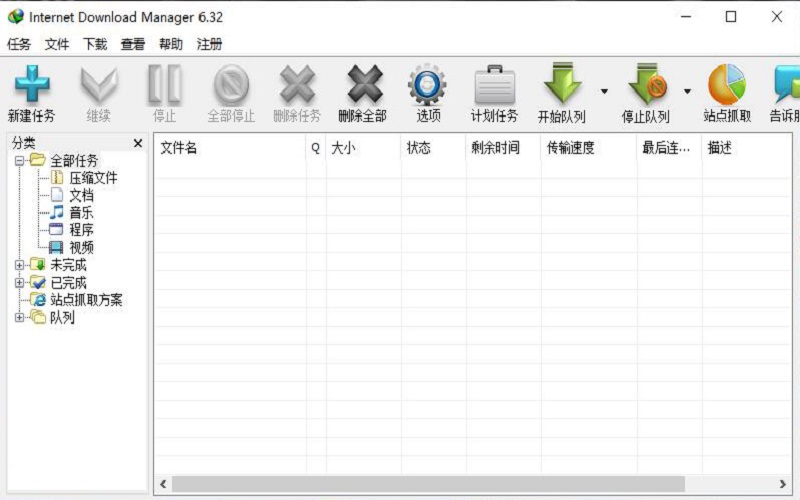 Internet Download Manager 6.32
任务 文件 下载 查看 帮助 注册
新建任务 继续 停止 全部停止 删除任务 删除全部 选项 计划任务 开始队列 停止队列 站点抓取 告诉
分类
文件名 Q 大小 状态 剩余时间 传输速度 最后连... 描述
全部任务
压缩文件
文档
音乐
程序
视频
未完成
已完成
站点抓取方案
队列